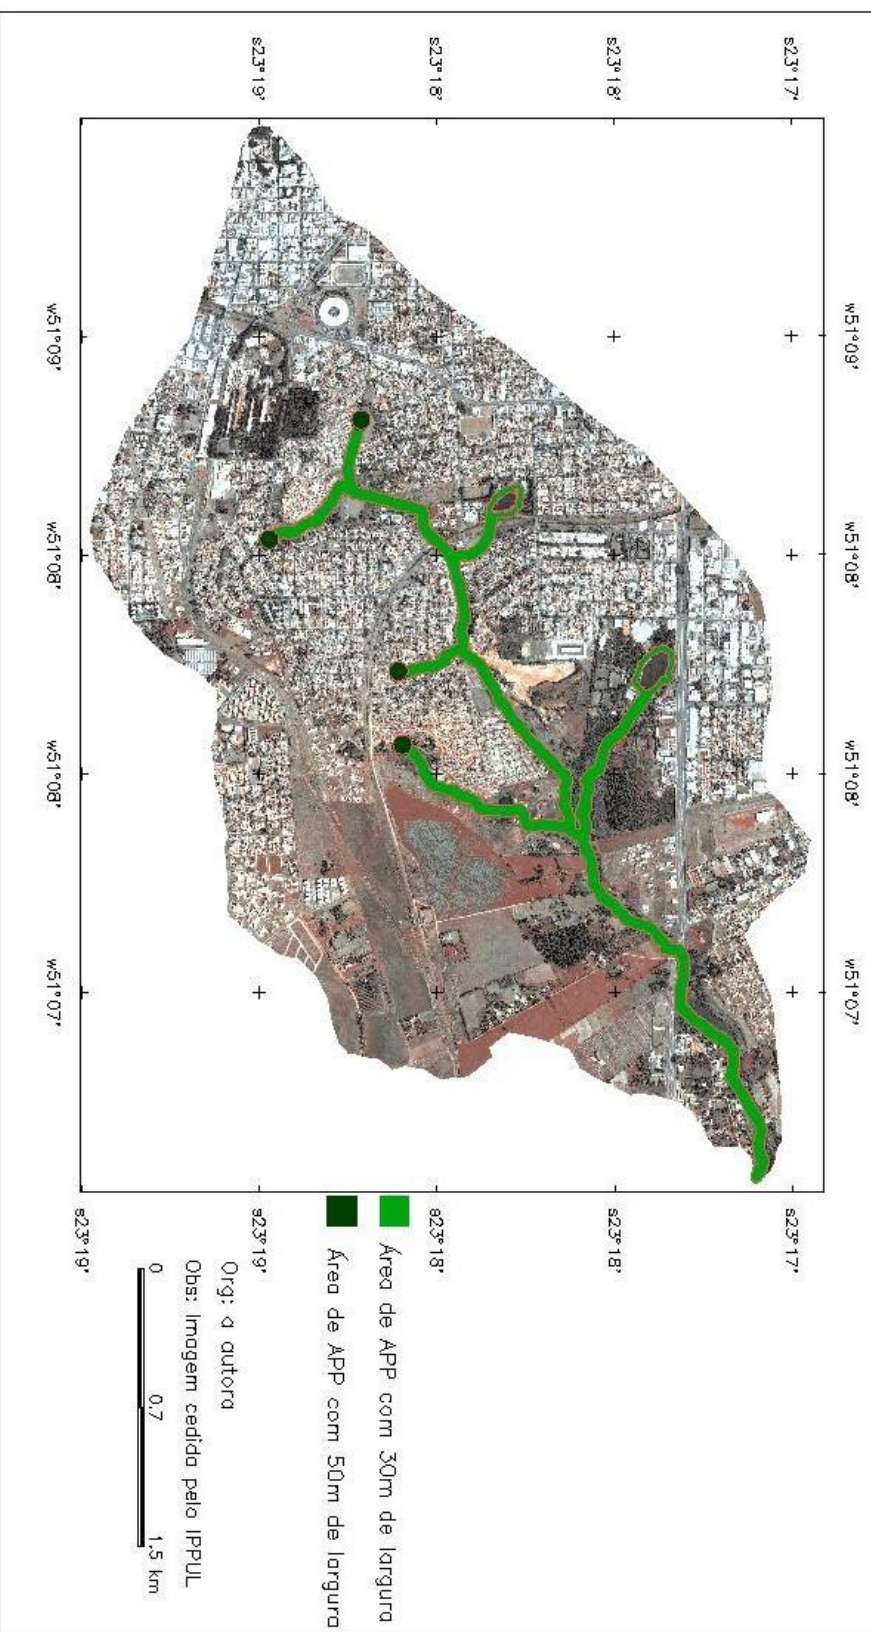 w51°09' w51°08' w51°08' w51°07'
s23°17' s23°17'
s23°18' s23°18'
s23°18' s23°18'
s23°19' s23°19'
s23°19'
w51°09' w51°08' w51°08' w51°07'
Área de APP com 30m de largura
Área de APP com 50m de largura
Org: a autora
Obs: Imagem cedida pelo IPPUL
0 0.7 1.5 km